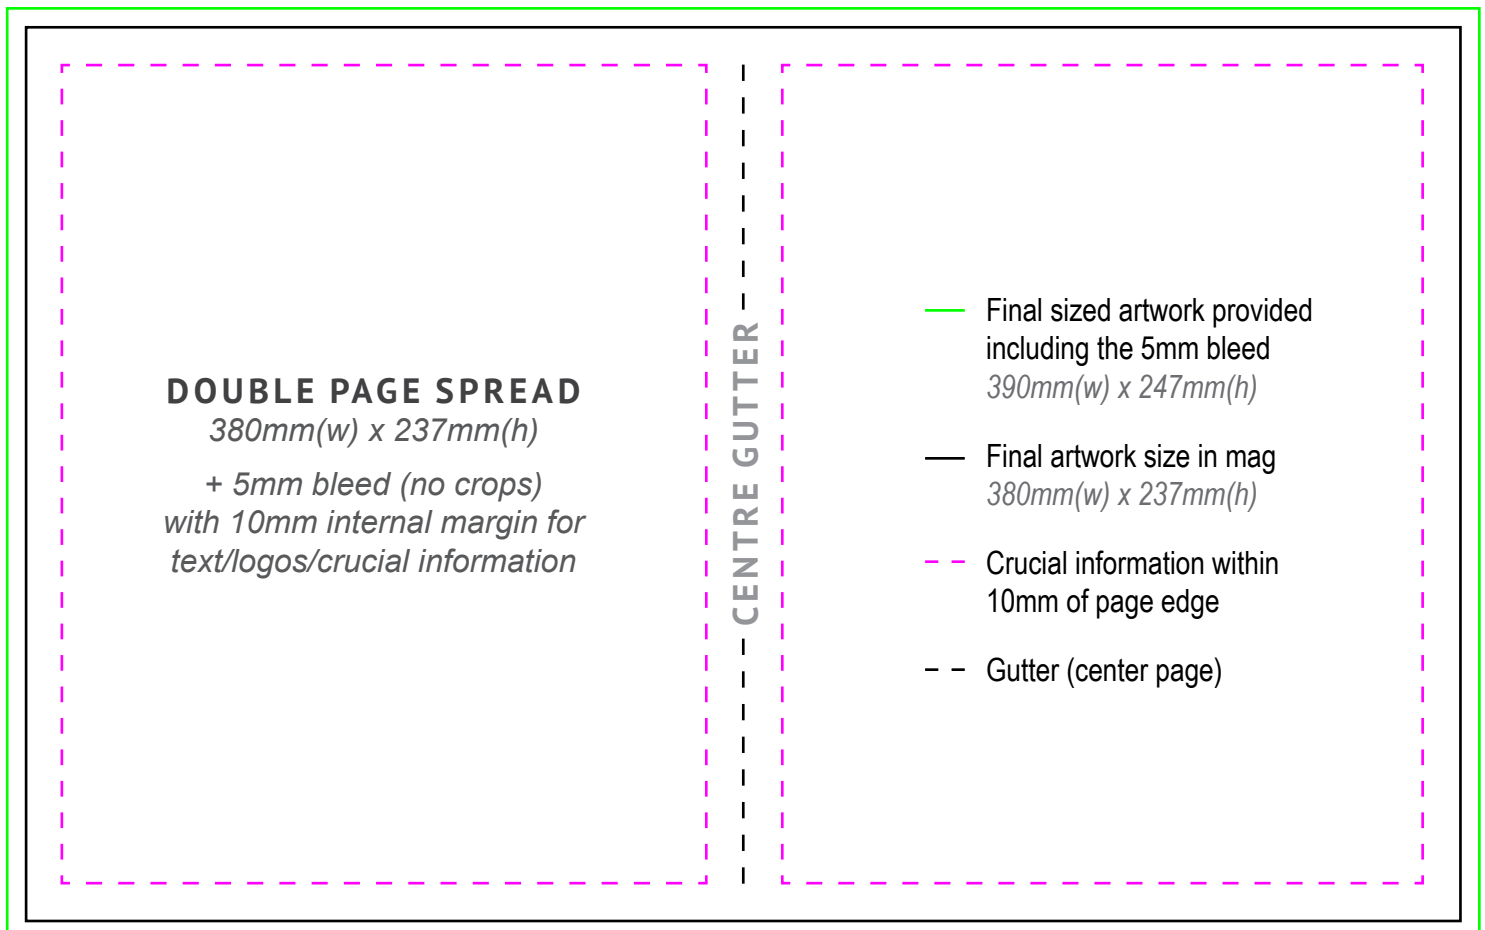 DOUBLE PAGE SPREAD
380mm(w) x 237mm(h)
+ 5mm bleed (no crops)
with 10mm internal margin for
text/logos/crucial information
CENTRE GUTTER
Final sized artwork provided
including the 5mm bleed
390mm(w) x 247mm(h)
Final artwork size in mag
380mm(w) x 237mm(h)
Crucial information within
10mm of page edge
Gutter (center page)